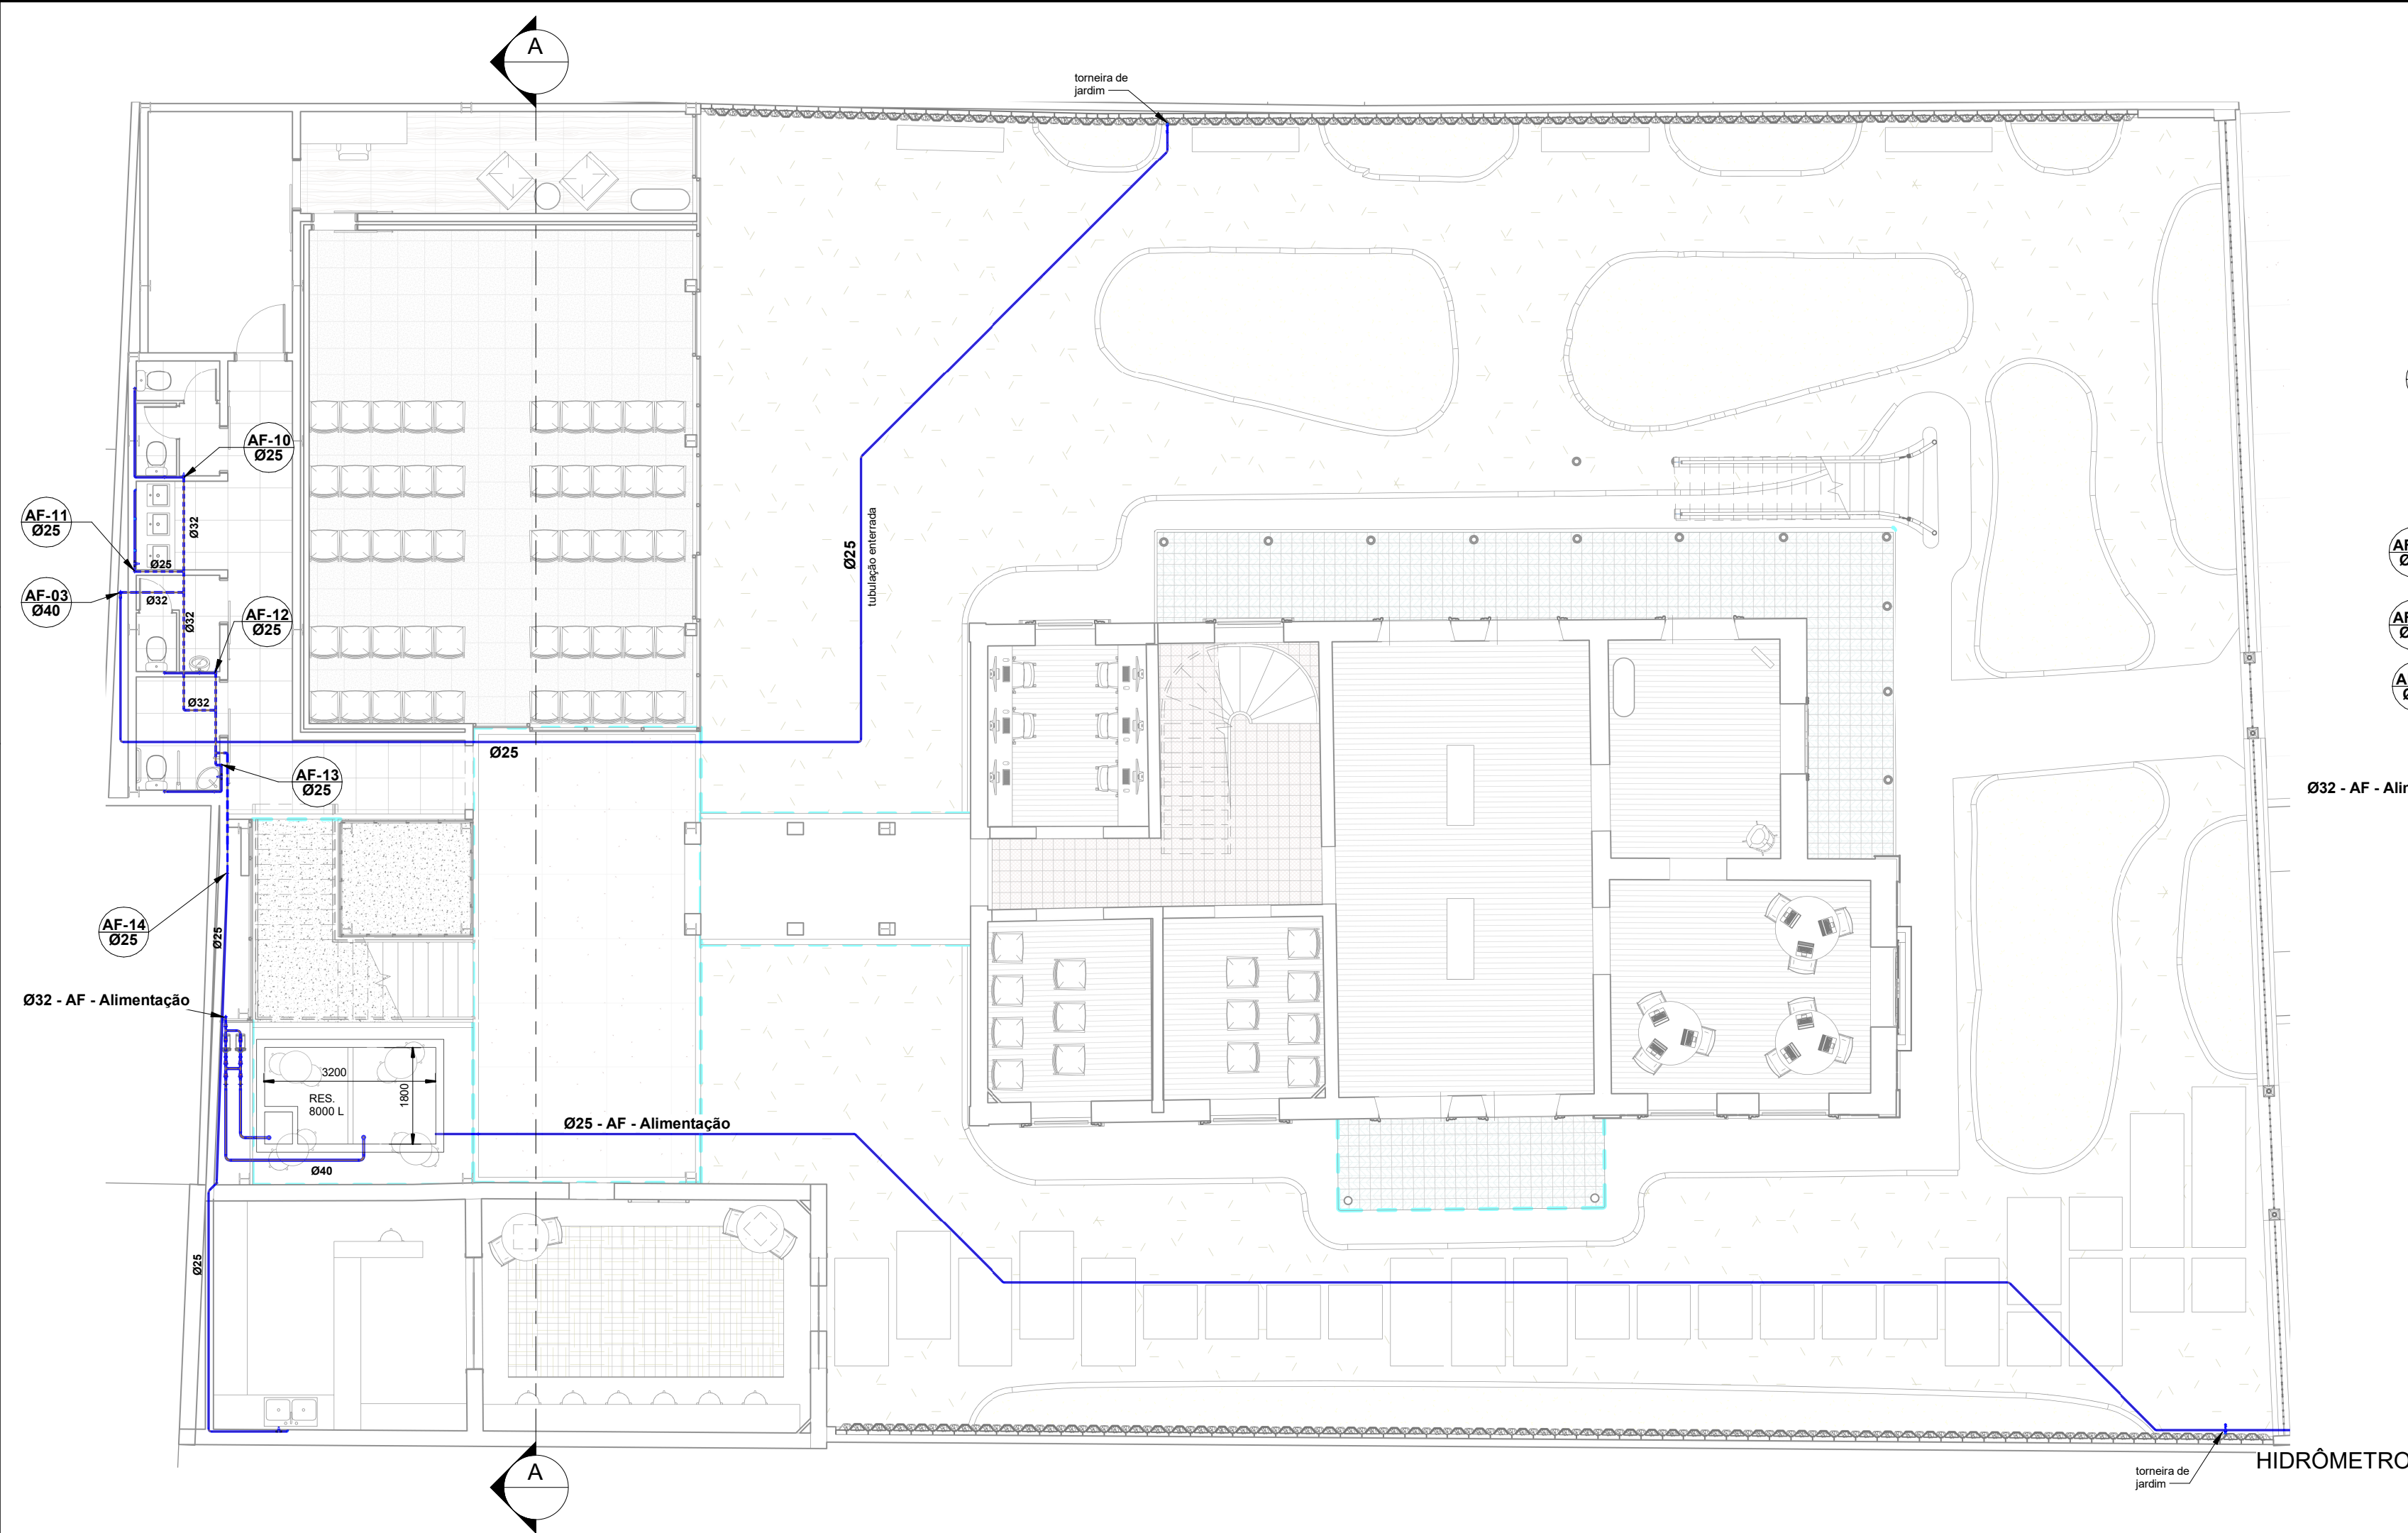 A
torneira de
jardim
AF-10
Ø25
AF-11
Ø25
Ø32
Ø25
Ø25
tubulação enterrada
AF-03
Ø40
Ø32
Ø32
AF-12
Ø25
Ø32
Ø25
AF-13
Ø25
Ø32 - AF - Alim
AF-14
Ø25
Ø25
Ø32 - AF - Alimentação
3200
1800
RES.
8000 L
Ø25 - AF - Alimentação
Ø40
Ø25
HIDRÔMETRO
A
torneira de
jardim